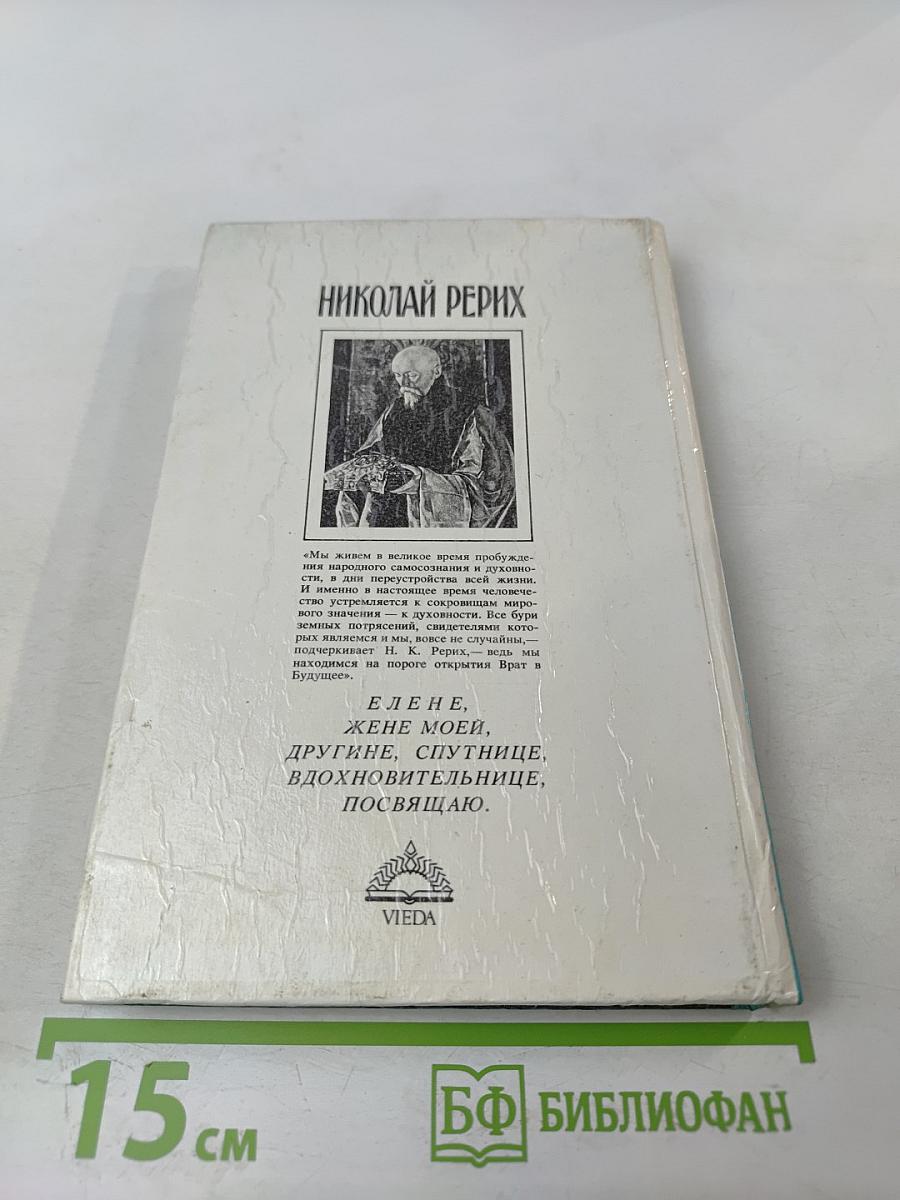 НИКОЛАЙ РЕРИХ
«Мы живем в великое время пробужде-
ния народного самосознания и духовно-
сти, в дни переустройства всей жизни.
И именно в настоящее время человече-
ство устремляется к сокровищам миро-
вого значения — к духовности. Все бури
земных потрясений, свидетелями кото-
рых являемся и мы, вовсе не случайны,—
подчеркивает Н. К. Рерих,— ведь мы
находимся на пороге открытия Врат в
Будущее».
ЕЛЕНЕ,
ЖЕНЕ МОЕЙ,
ДРУГИНЕ, СПУТНИЦЕ,
ВДОХНОВИТЕЛЬНИЦЕ,
ПОСВЯЩАЮ.
VIEDA
15 см
БФ БИБЛИОФАН